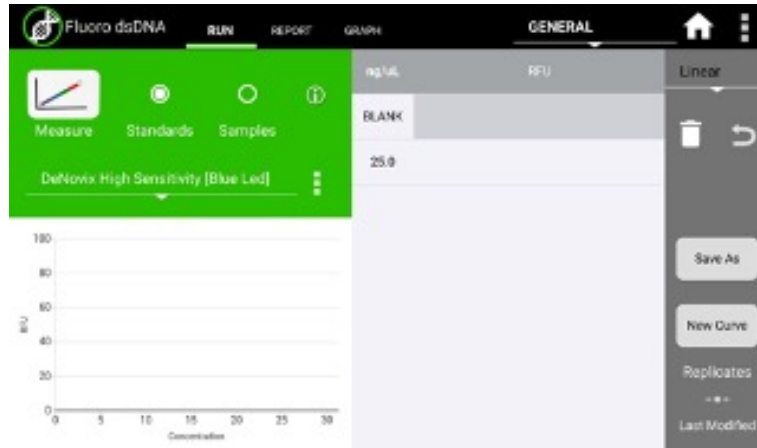 Fluoro dsDNA RUN REPORT GRAPH GENERAL
Measure Standards Samples
DeNovix High Sensitivity [Blue Led]
ng/uL RFU
BLANK
25.0
Linear
Save As
New Curve
Replicates
Last Modified
100
80
60
40
20
0
RFU
0 5 10 15 20 25 30
Concentration